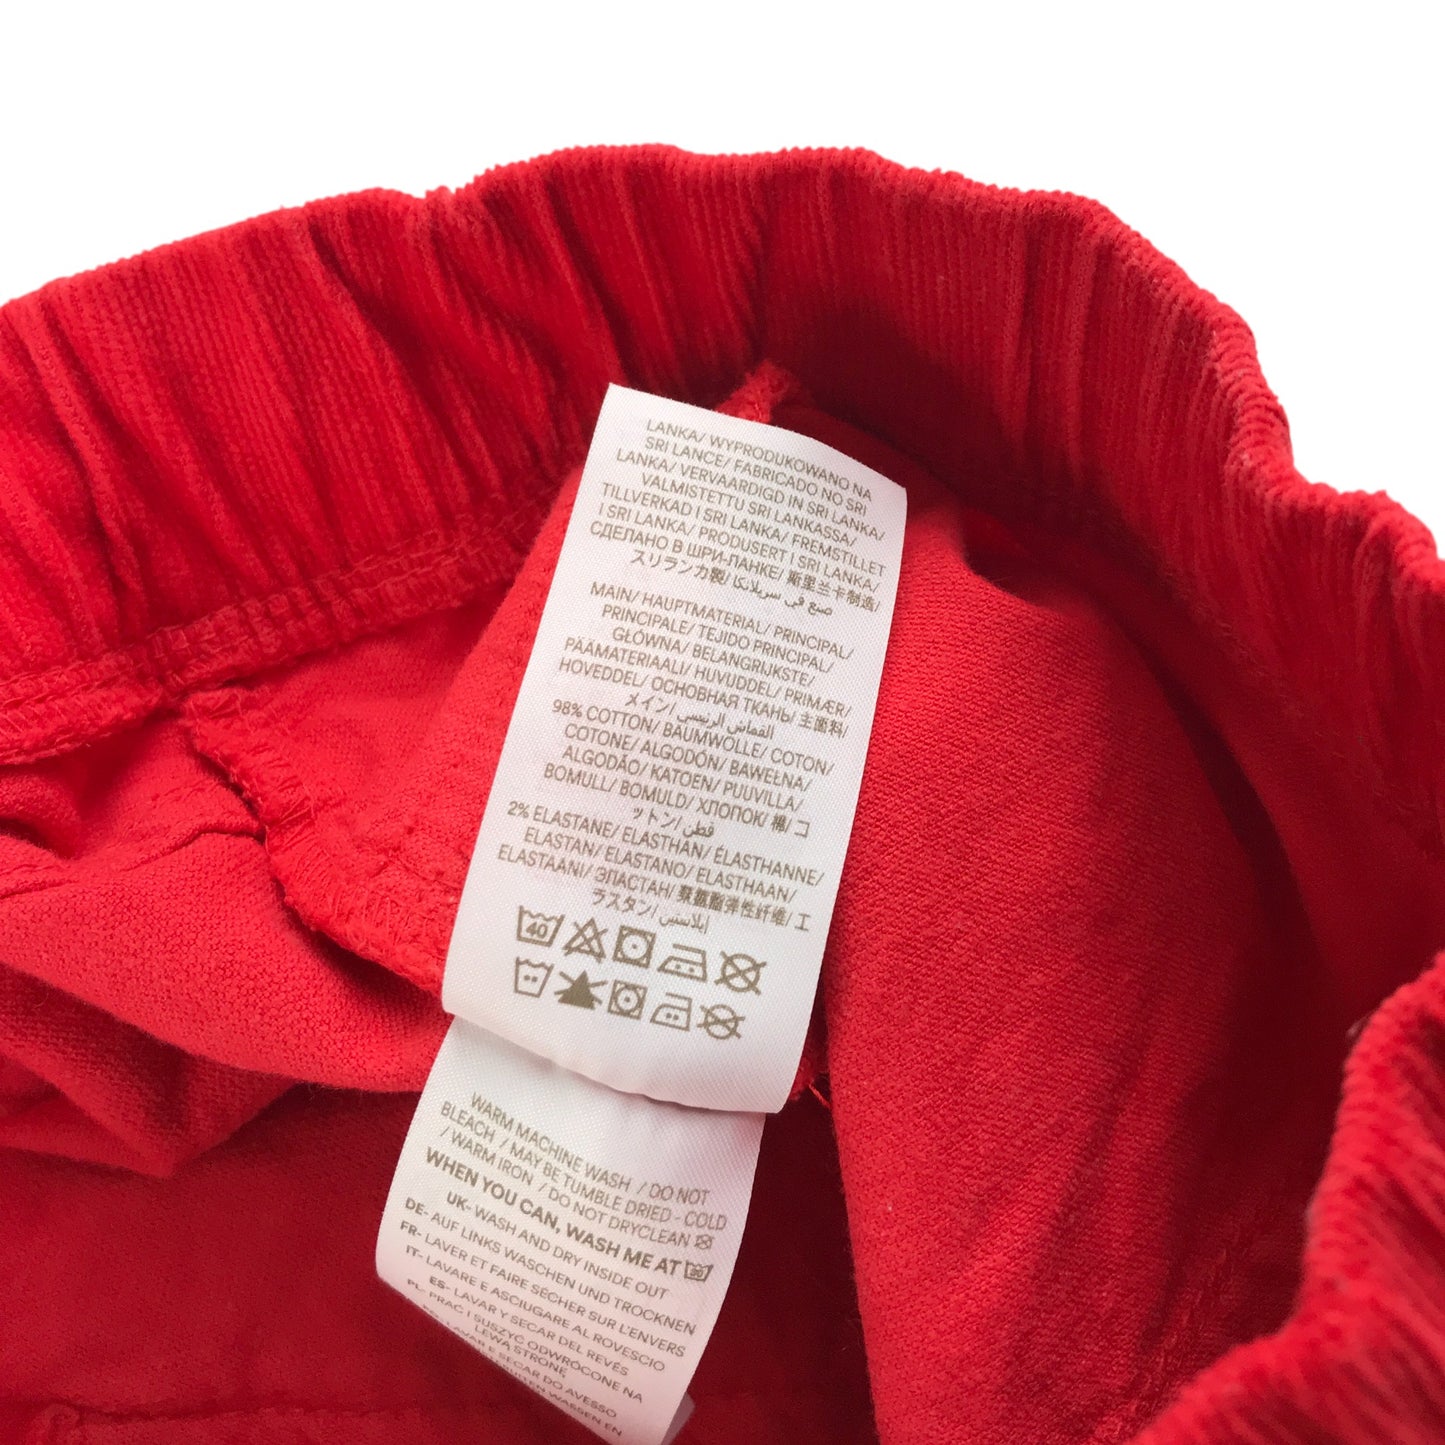 LANKA/ WYPRODUKOWANO NA
SRI LANCE/ FABRICADO NO SRI
LANKA/ VERVAARDIGD IN SRI LANKA/
VALMISTETTU SRI LANKASSA/
TILLVERKAD I SRI LANKA/ FREMSTILLET
I SRI LANKA/ PRODUSERT I SRI LANKA/
СДЕЛАНО В ШРИ-ЛАНКЕ/ 斯里兰卡制造/
スリランカ製/ صنع في سريلانكا
MAIN/ HAUPTMATERIAL/ PRINCIPAL/
PRINCIPALE/ TEJIDO PRINCIPAL/
GŁÓWNA/ BELANGRIJKSTE/
PÄÄMATERIAALI/ HUVUDDEL/ PRIMÆR/
HOVEDDEL/ ОСНОВНАЯ ТКАНЬ/ 主面料/
メイン/ القماش الرئيسي
98% COTTON/ BAUMWOLLE/ COTON/
COTONE/ ALGODÓN/ BAWEŁNA/
ALGODÃO/ KATOEN/ PUUVILLA/
BOMULL/ BOMULD/ ХЛОПОК/ 棉/ コ
ットン/ قطن
2% ELASTANE/ ELASTHAN/ ÉLASTHANNE/
ELASTAN/ ELASTANO/ ELASTHAAN/
ELASTAANI/ ЭЛАСТАН/ 聚氨酯弹性纤维/ エ
ラスタン/ إيلاستين
40
WARM MACHINE WASH / DO NOT
BLEACH / MAY BE TUMBLE DRIED - COLD
/ WARM IRON / DO NOT DRYCLEAN
WHEN YOU CAN, WASH ME AT 30
UK- WASH AND DRY INSIDE OUT
DE- AUF LINKS WASCHEN UND TROCKNEN
FR- LAVER ET FAIRE SÉCHER SUR L'ENVERS
IT- LAVARE E ASCIUGARE AL ROVESCIO
ES- LAVAR Y SECAR DEL REVÉS
PL- PRAĆ I SUSZYĆ ODWRÓCONE NA
LEWĄ STRONĘ
LAVAR E SECAR DO AVESSO
WASSEN EN